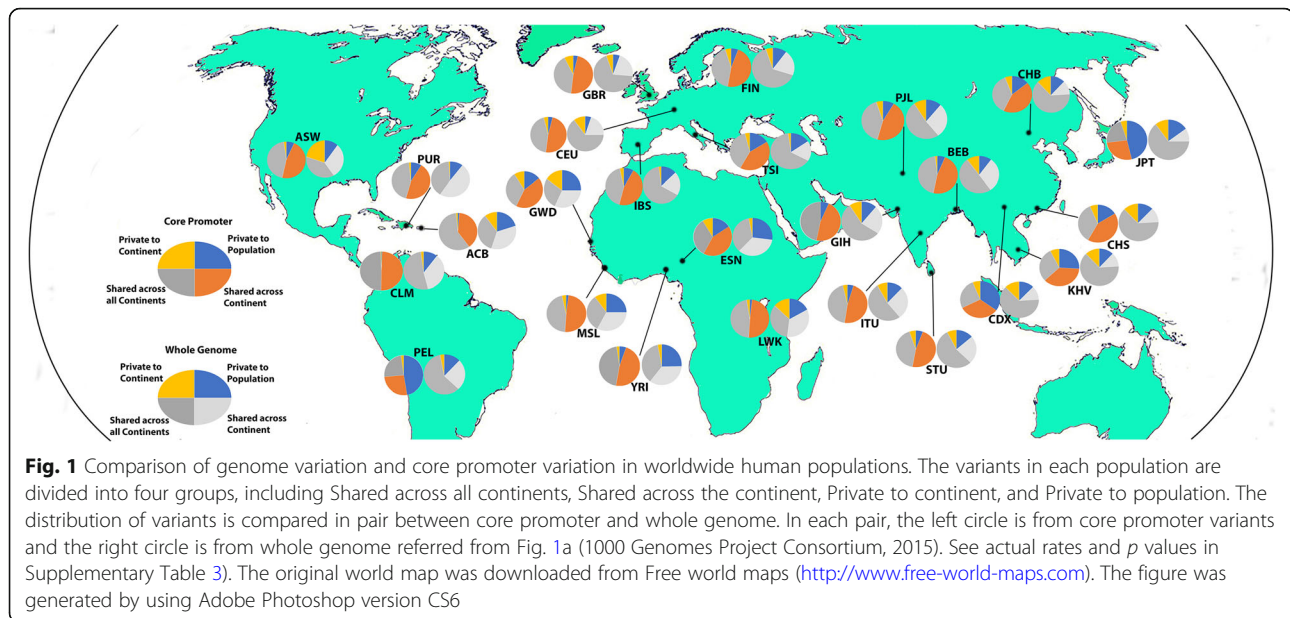 GBR
FIN
CHB
PJL
ASW
CEU
TSI
JPT
PUR
BEB
GWD
IBS
Core Promoter
Private to
Continent
Private to
Population
GIH
CHS
ACB
ESN
Shared across
all Continents
Shared across
Continent
CLM
KHV
MSL
LWK
ITU
CDX
Whole Genome
PEL
STU
Private to
Continent
Private to
Population
YRI
Shared across
all Continents
Shared across
Continent
Fig. 1 Comparison of genome variation and core promoter variation in worldwide human populations. The variants in each population are
divided into four groups, including Shared across all continents, Shared across the continent, Private to continent, and Private to population. The
distribution of variants is compared in pair between core promoter and whole genome. In each pair, the left circle is from core promoter variants
and the right circle is from whole genome referred from Fig. 1a (1000 Genomes Project Consortium, 2015). See actual rates and p values in
Supplementary Table 3). The original world map was downloaded from Free world maps (http://www.free-world-maps.com). The figure was
generated by using Adobe Photoshop version CS6